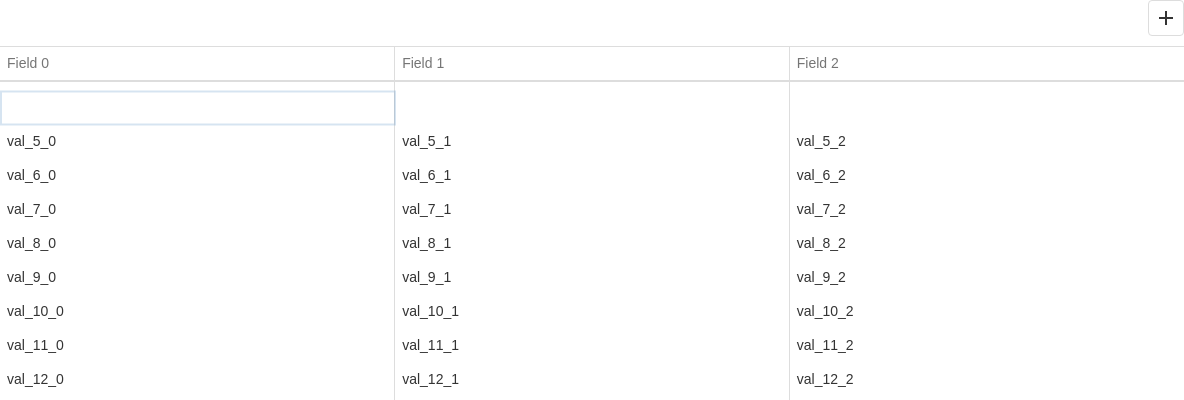 Field 0 Field 1 Field 2
val_5_0 val_5_1 val_5_2
val_6_0 val_6_1 val_6_2
val_7_0 val_7_1 val_7_2
val_8_0 val_8_1 val_8_2
val_9_0 val_9_1 val_9_2
val_10_0 val_10_1 val_10_2
val_11_0 val_11_1 val_11_2
val_12_0 val_12_1 val_12_2